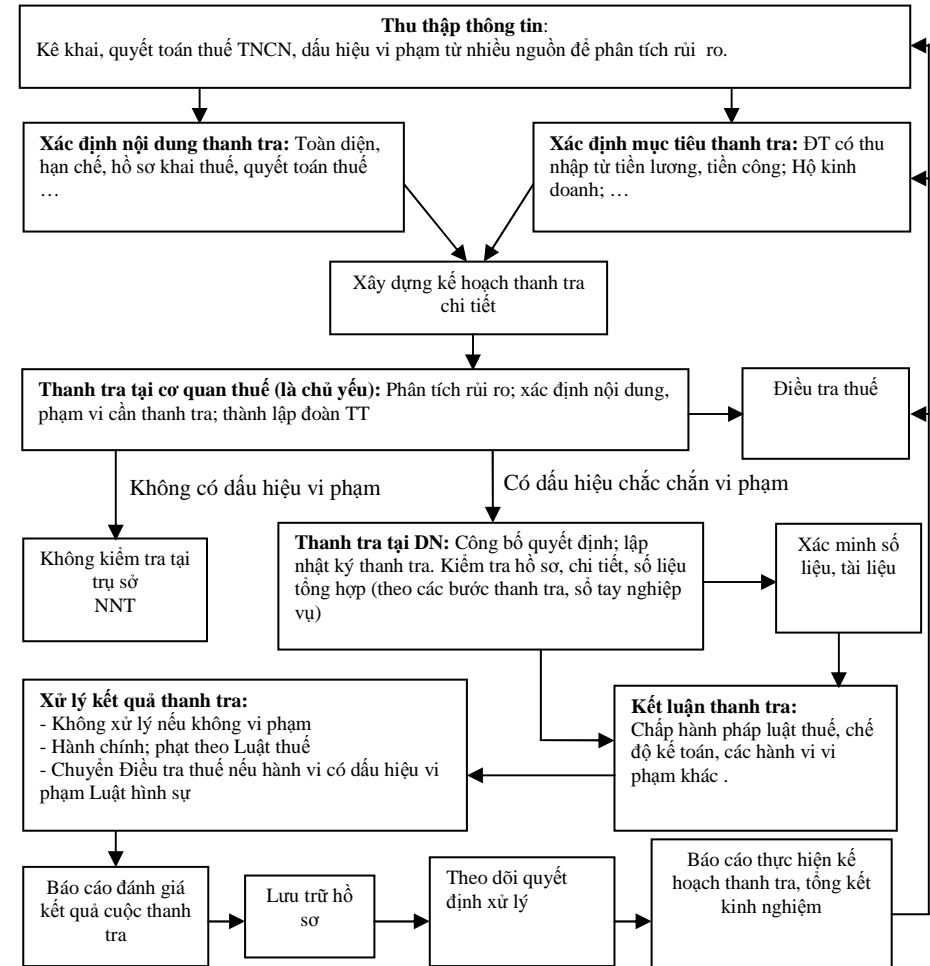 Thu thập thông tin:
Kê khai, quyết toán thuế TNCN, dấu hiệu vi phạm từ nhiều nguồn để phân tích rủi ro.
Xác định nội dung thanh tra: Toàn diện,
hạn chế, hồ sơ khai thuế, quyết toán thuế
…
Xác định mục tiêu thanh tra: ĐT có thu
nhập từ tiền lương, tiền công; Hộ kinh
doanh; …
Xây dựng kế hoạch thanh tra
chi tiết
Thanh tra tại cơ quan thuế (là chủ yếu): Phân tích rủi ro; xác định nội dung,
phạm vi cần thanh tra; thành lập đoàn TT
Điều tra thuế
Không có dấu hiệu vi phạm
Có dấu hiệu chắc chắn vi phạm
Không kiểm tra tại
trụ sở
NNT
Thanh tra tại DN: Công bố quyết định; lập
nhật ký thanh tra. Kiểm tra hồ sơ, chi tiết, số liệu
tổng hợp (theo các bước thanh tra, sổ tay nghiệp
vụ)
Xác minh số
liệu, tài liệu
Xử lý kết quả thanh tra:
- Không xử lý nếu không vi phạm
- Hành chính; phạt theo Luật thuế
- Chuyển Điều tra thuế nếu hành vi có dấu hiệu vi
phạm Luật hình sự
Kết luận thanh tra:
Chấp hành pháp luật thuế, chế
độ kế toán, các hành vi vi
phạm khác .
Báo cáo đánh giá
kết quả cuộc thanh
tra
Lưu trữ hồ
sơ
Theo dõi quyết
định xử lý
Báo cáo thực hiện kế
hoạch thanh tra, tổng kết
kinh nghiệm